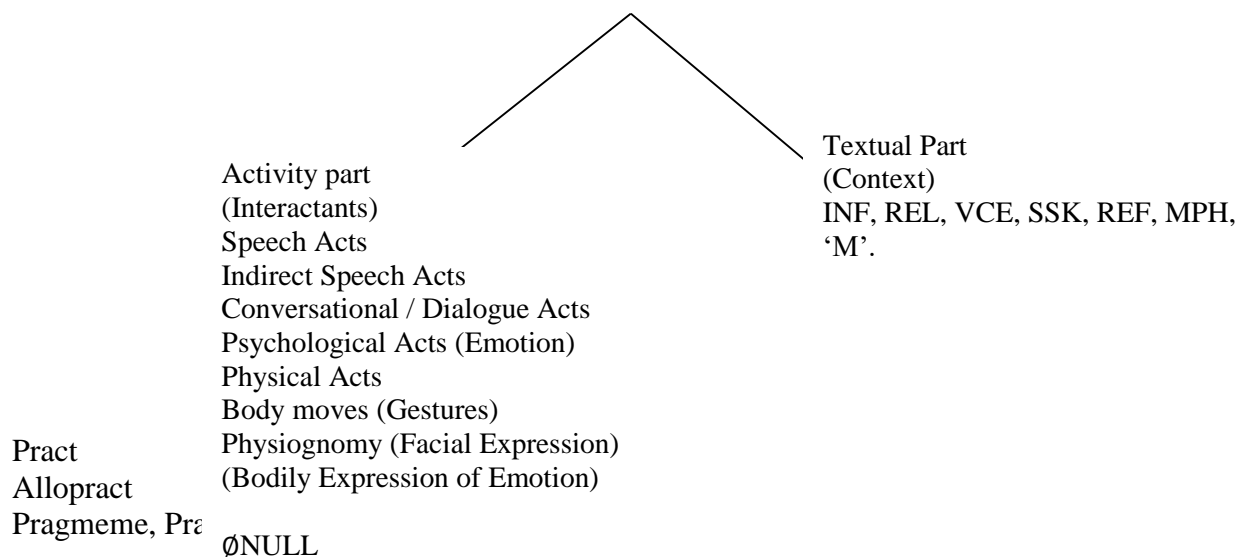 Activity part
(Interactants)
Speech Acts
Indirect Speech Acts
Conversational / Dialogue Acts
Psychological Acts (Emotion)
Physical Acts
Body moves (Gestures)
Physiognomy (Facial Expression)
(Bodily Expression of Emotion)
ØNULL
Textual Part
(Context)
INF, REL, VCE, SSK, REF, MPH,
‘M’.
Pract
Allopract
Pragmeme,